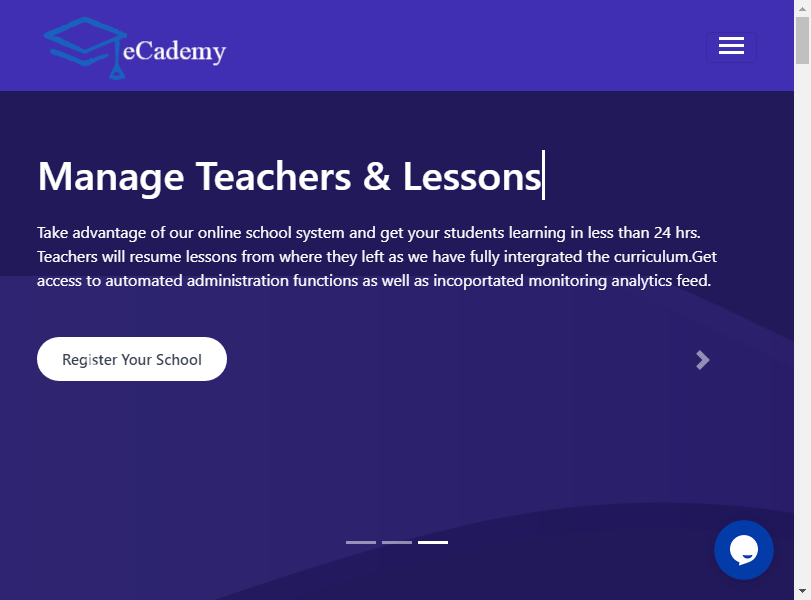 eCademy
Manage Teachers & Lessons
Take advantage of our online school system and get your students learning in less than 24 hrs.
Teachers will resume lessons from where they left as we have fully intergrated the curriculum.Get
access to automated administration functions as well as incoportated monitoring analytics feed.
Register Your School